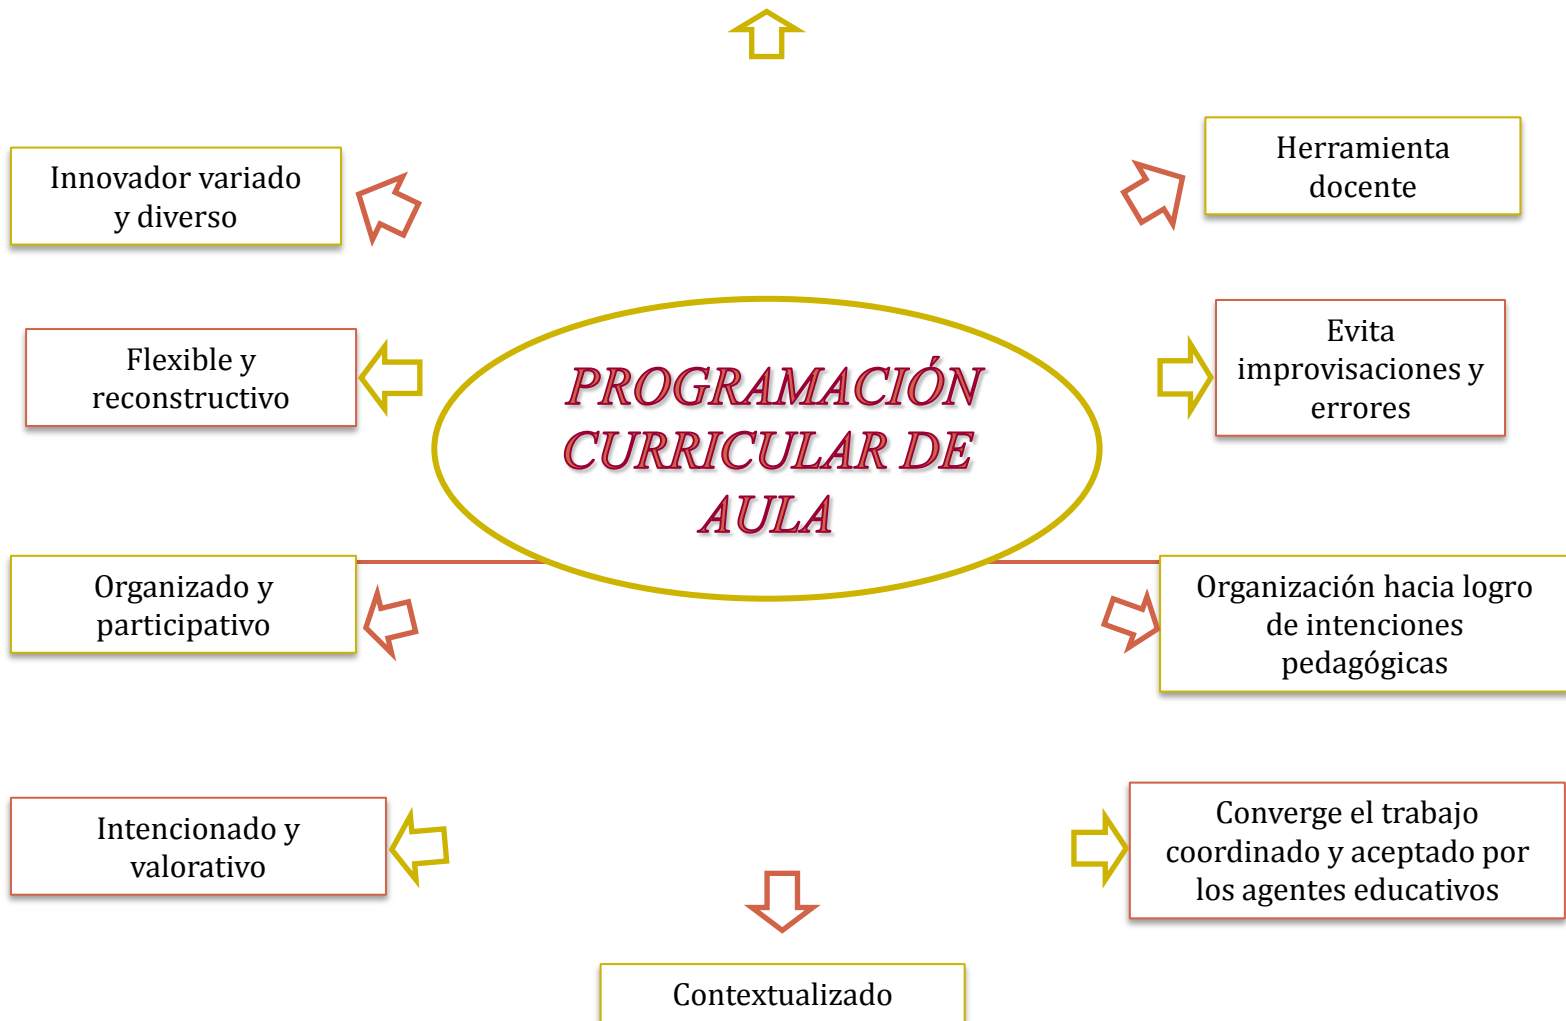 Innovador variado
y diverso
Herramienta
docente
Flexible y
reconstructivo
PROGRAMACIÓN
CURRICULAR DE
AULA
Evita
improvisaciones y
errores
Organizado y
participativo
Organización hacia logro
de intenciones
pedagógicas
Intencionado y
valorativo
Converge el trabajo
coordinado y aceptado por
los agentes educativos
Contextualizado